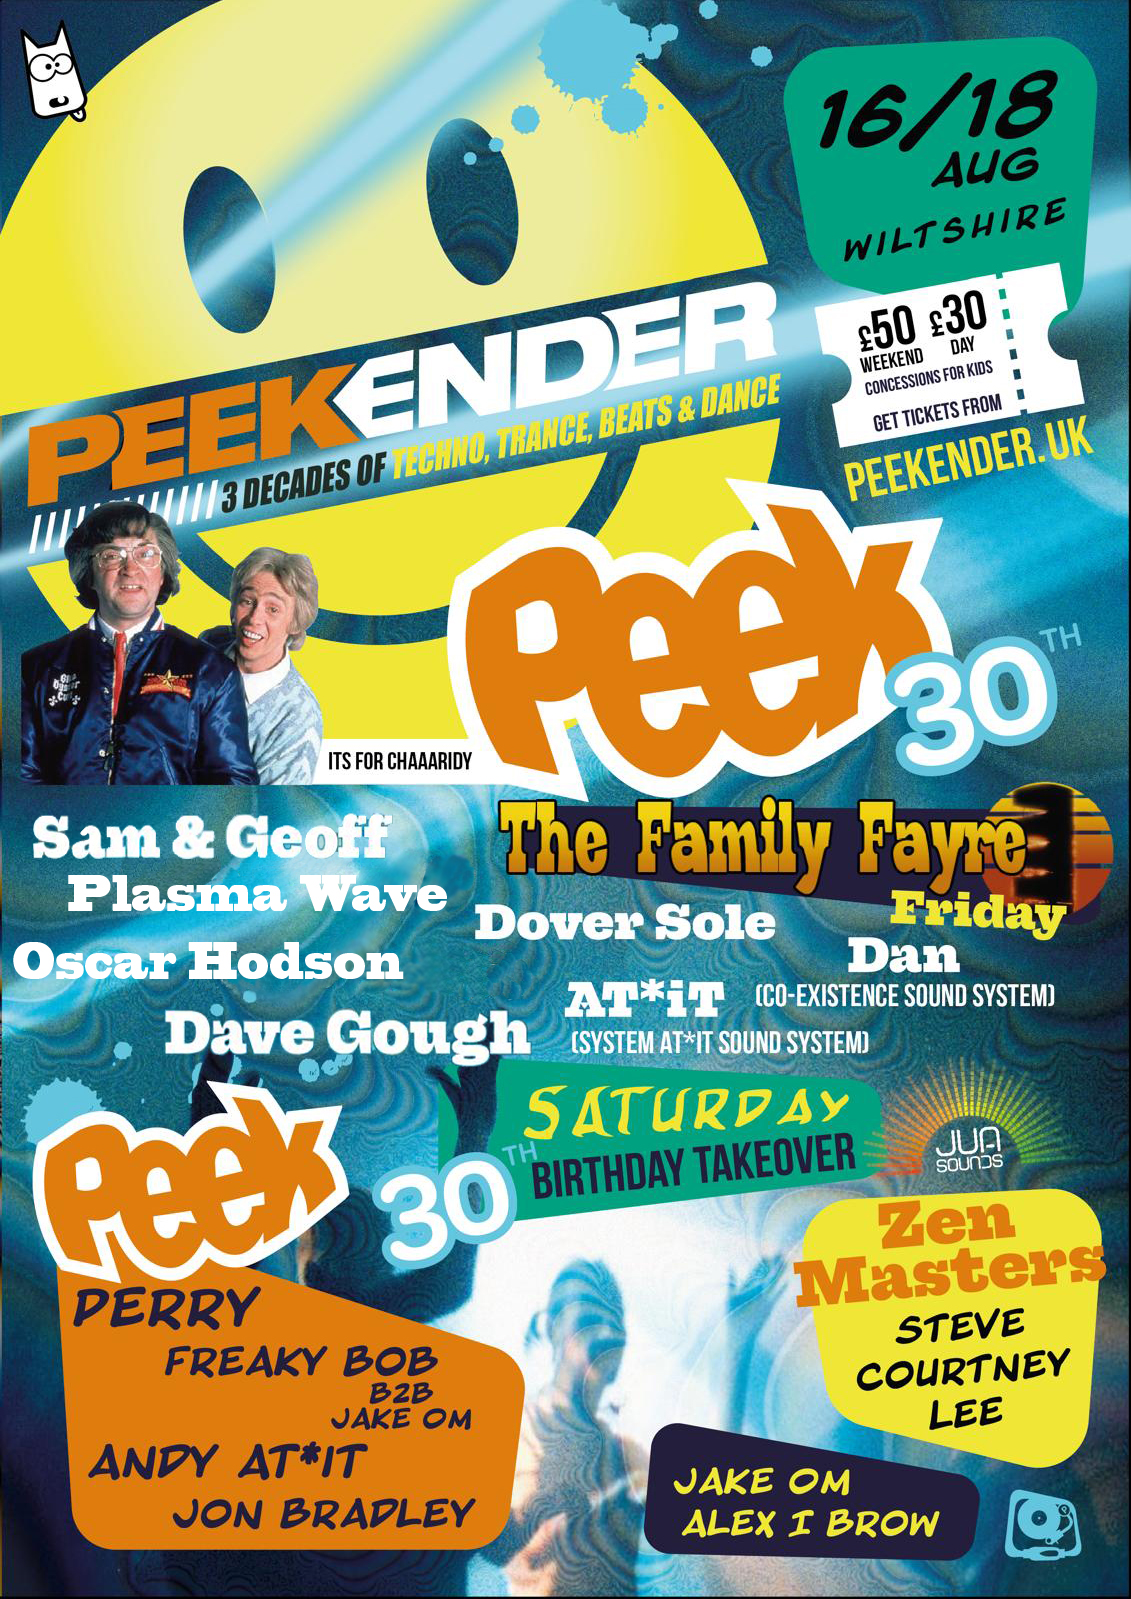 16/18
AUG
WILTSHIRE
£50 £30
WEEKEND DAY
CONCESSIONS FOR KIDS
GET TICKETS FROM
PEEKENDER.UK
PEEKENDER
3 DECADES OF TECHNO, TRANCE, BEATS & DANCE
Peek
30TH
ITS FOR CHAAARIDY
The Family Fayre
Friday
Sam & Geoff
Plasma Wave
Oscar Hodson
Dave Gough
Dover Sole
Dan
(CO-EXISTENCE SOUND SYSTEM)
AT*iT
(SYSTEM AT*IT SOUND SYSTEM)
Peek
30TH
SATURDAY
BIRTHDAY TAKEOVER
JUA
SOUNDS
PERRY
FREAKY BOB
B2B
JAKE OM
ANDY AT*IT
JON BRADLEY
Zen
Masters
STEVE
COURTNEY
LEE
JAKE OM
ALEX I BROW